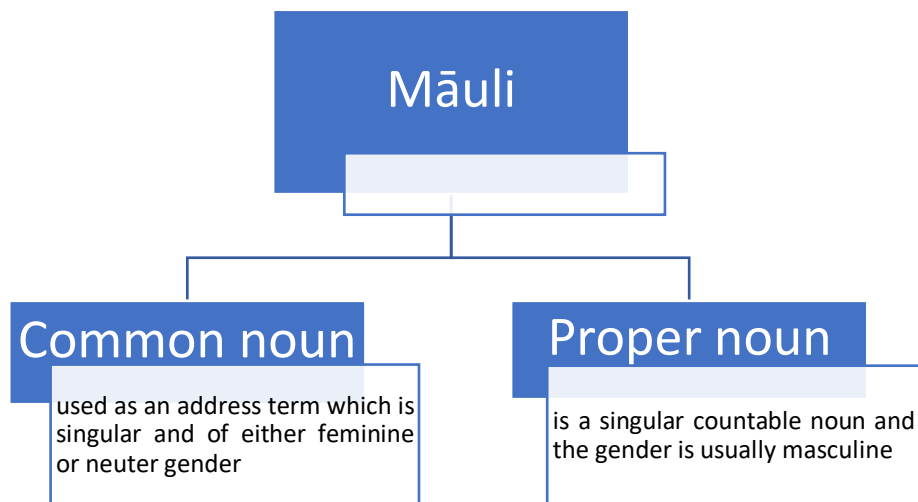 Māuli
Common noun
used as an address term which is
singular and of either feminine
or neuter gender
Proper noun
is a singular countable noun and
the gender is usually masculine